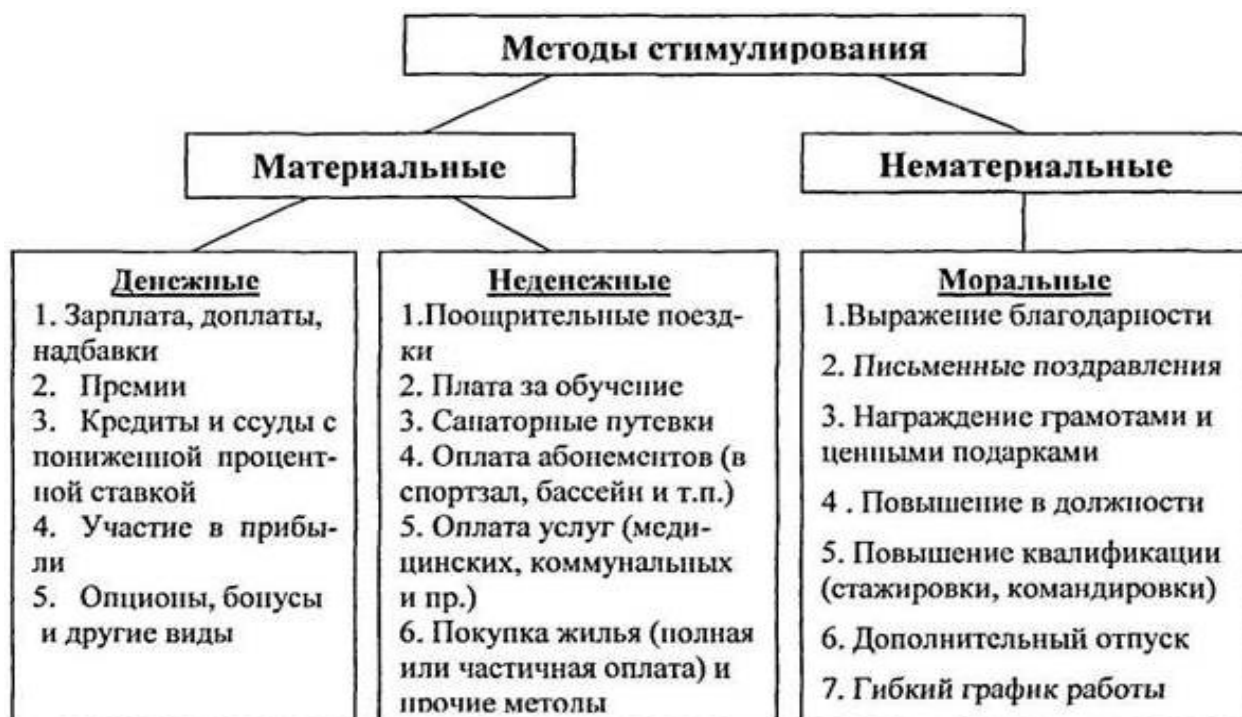 Методы стимулирования
Материальные
Нематериальные
Денежные
1. Зарплата, доплаты,
надбавки
2. Премии
3. Кредиты и ссуды с
пониженной процент-
ной ставкой
4. Участие в прибы-
ли
5. Опционы, бонусы
и другие виды
Неденежные
1.Поощрительные поезд-
ки
2. Плата за обучение
3. Санаторные путевки
4. Оплата абонементов (в
спортзал, бассейн и т.п.)
5. Оплата услуг (меди-
цинских, коммунальных
и пр.)
6. Покупка жилья (полная
или частичная оплата) и
прочие методы
Моральные
1.Выражение благодарности
2. Письменные поздравления
3. Награждение грамотами и
ценными подарками
4 . Повышение в должности
5. Повышение квалификации
(стажировки, командировки)
6. Дополнительный отпуск
7. Гибкий график работы